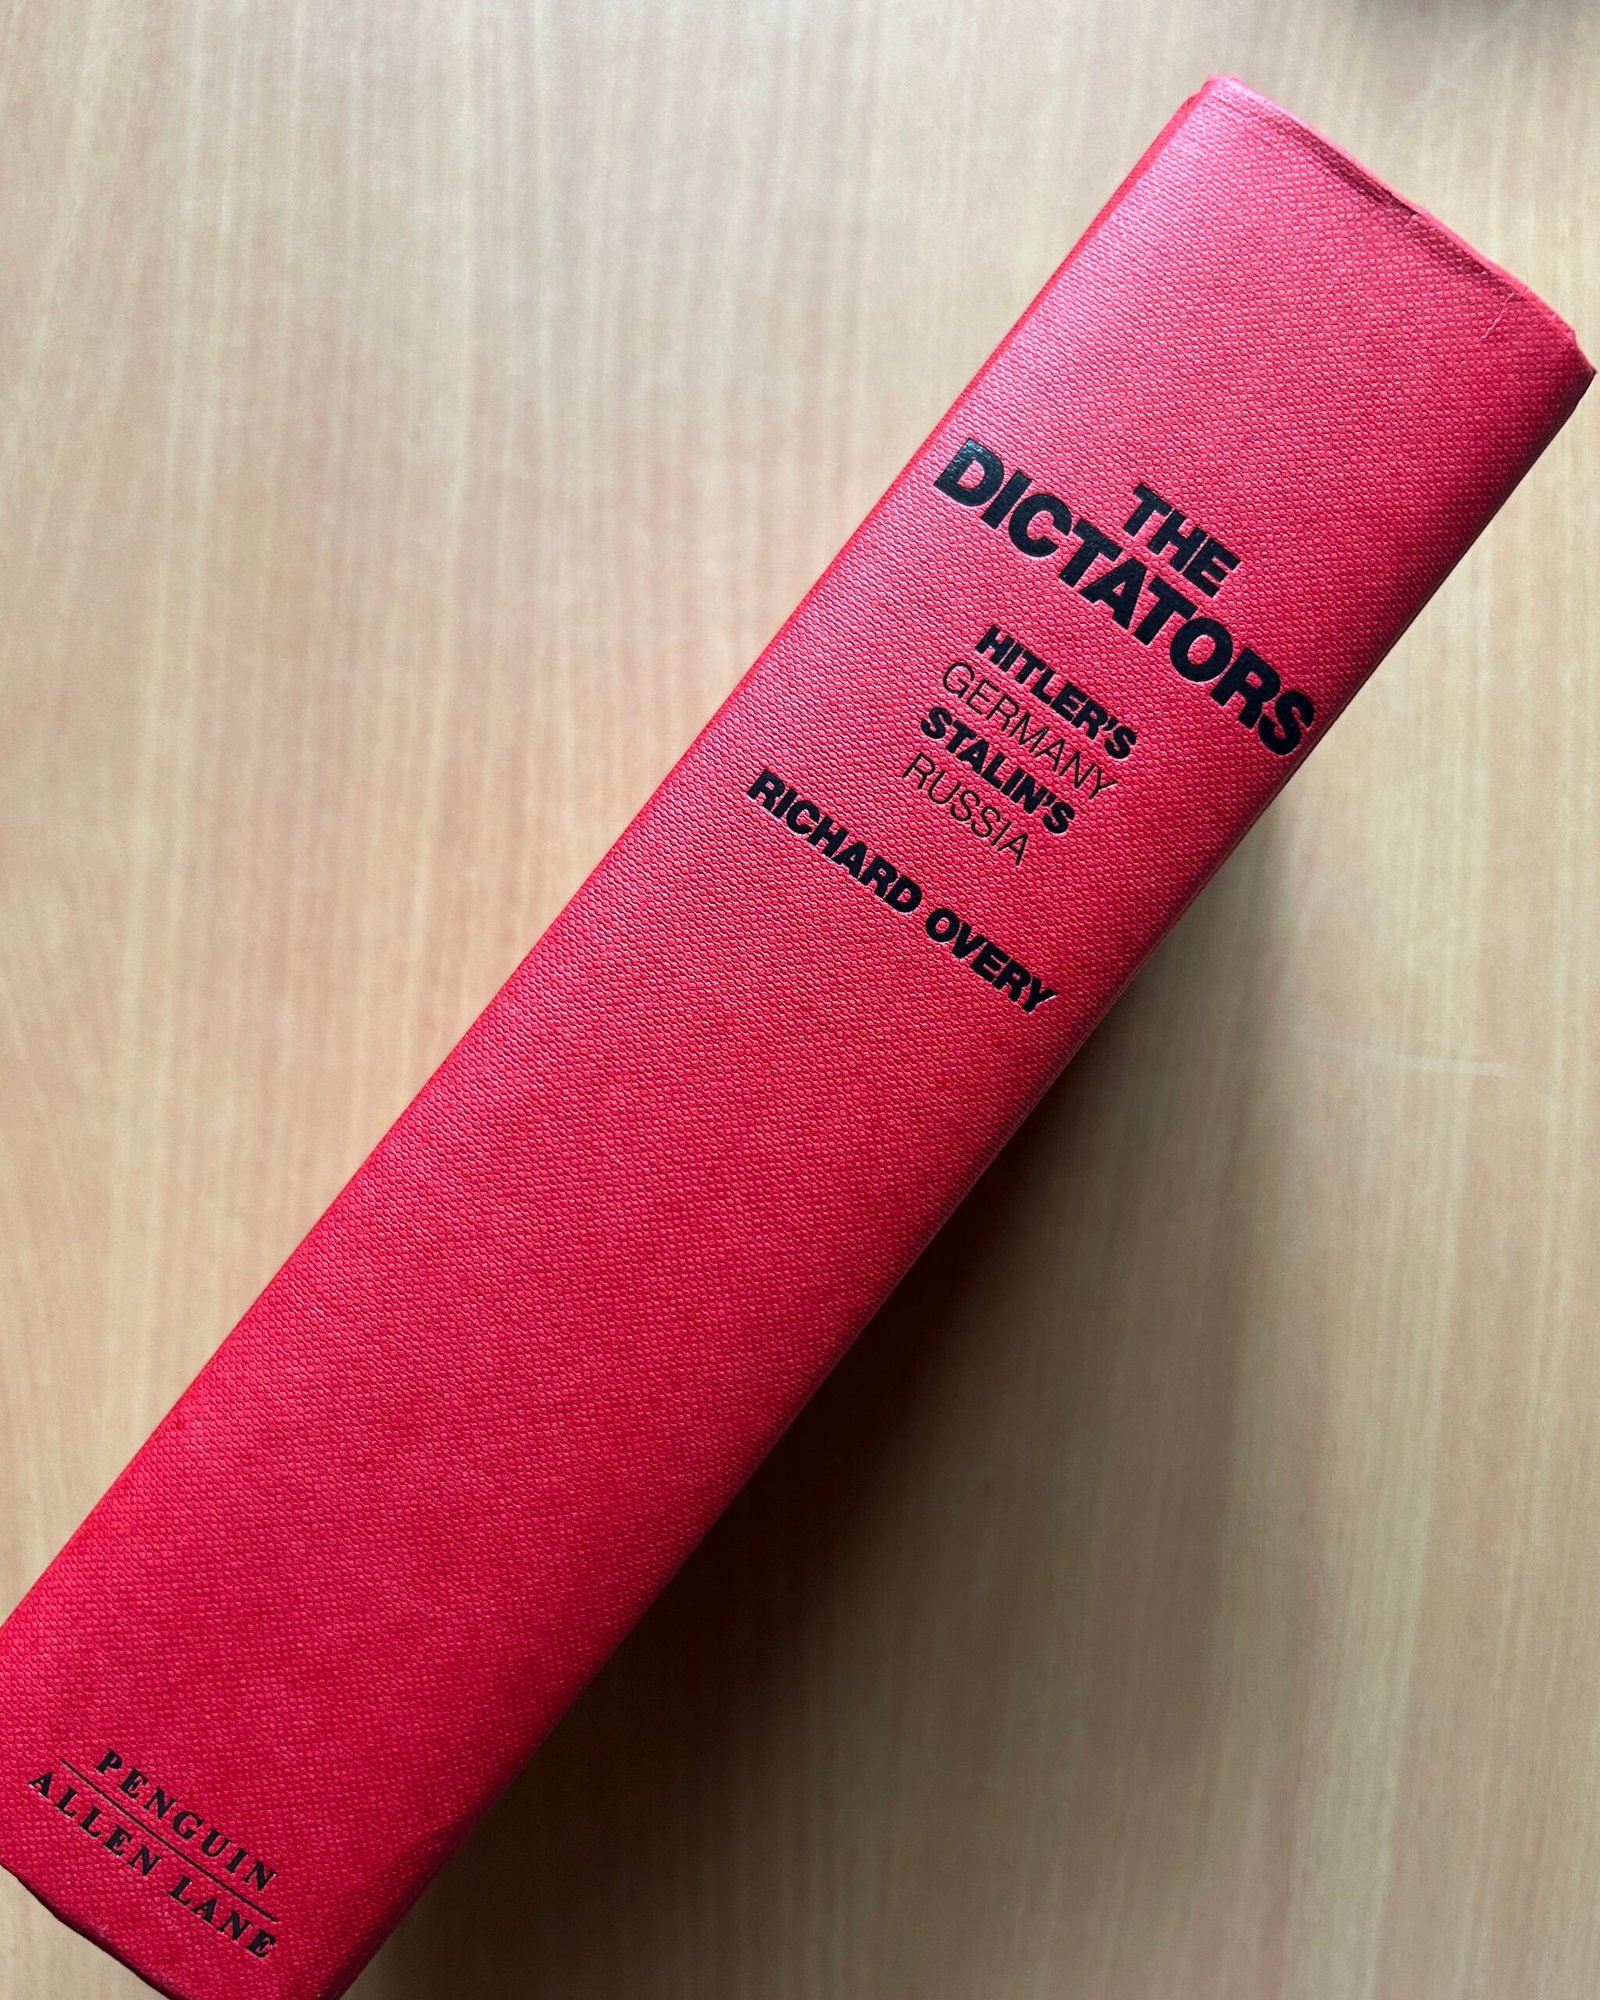 THE
DICTATORS
HITLER'S
GERMANY
STALIN'S
RUSSIA
RICHARD OVERY
PENGUIN
ALLEN LANE